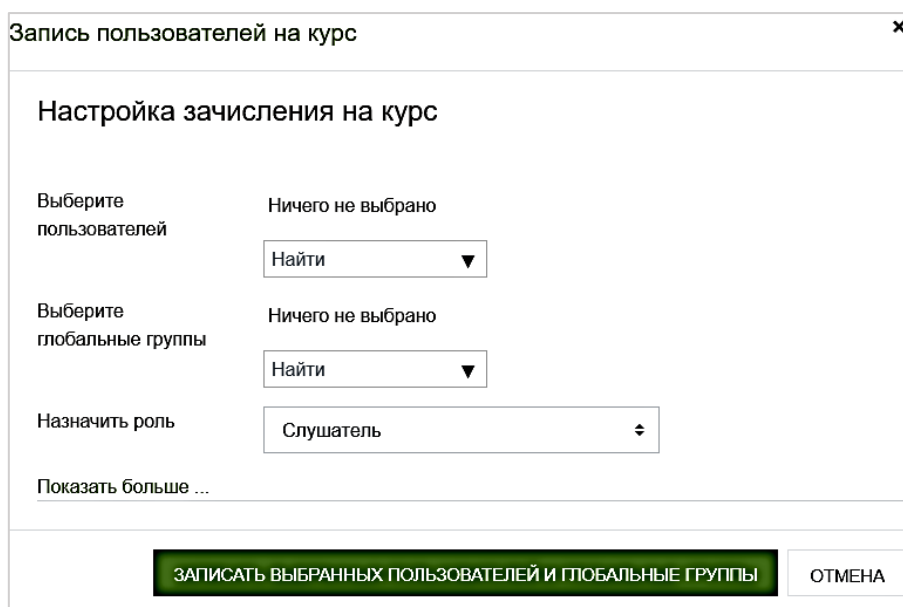 Запись пользователей на курс ×
Настройка зачисления на курс
Выберите пользователей
Ничего не выбрано
Найти ▼
Выберите глобальные группы
Ничего не выбрано
Найти ▼
Назначить роль
Слушатель
Показать больше ...
ЗАПИСАТЬ ВЫБРАННЫХ ПОЛЬЗОВАТЕЛЕЙ И ГЛОБАЛЬНЫЕ ГРУППЫ
ОТМЕНА